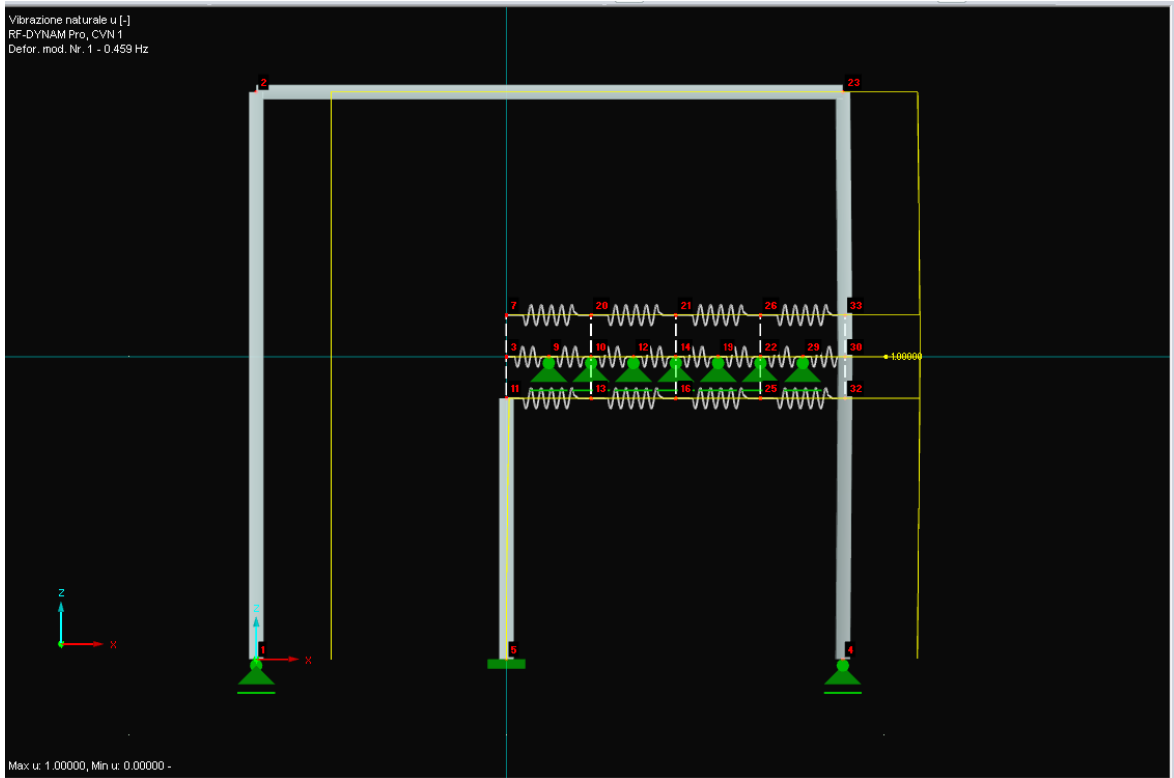 Vibrazione naturale u [-]
RF-DYNAM Pro, CVN 1
Defor. mod. Nr. 1 - 0.459 Hz
2 23
7 20 21 26 33
3 9 10 12 14 19 22 29 30 1.00000
11 13 16 25 32
Z
X
Z
1 X
5
4
Max u: 1.00000, Min u: 0.00000 -